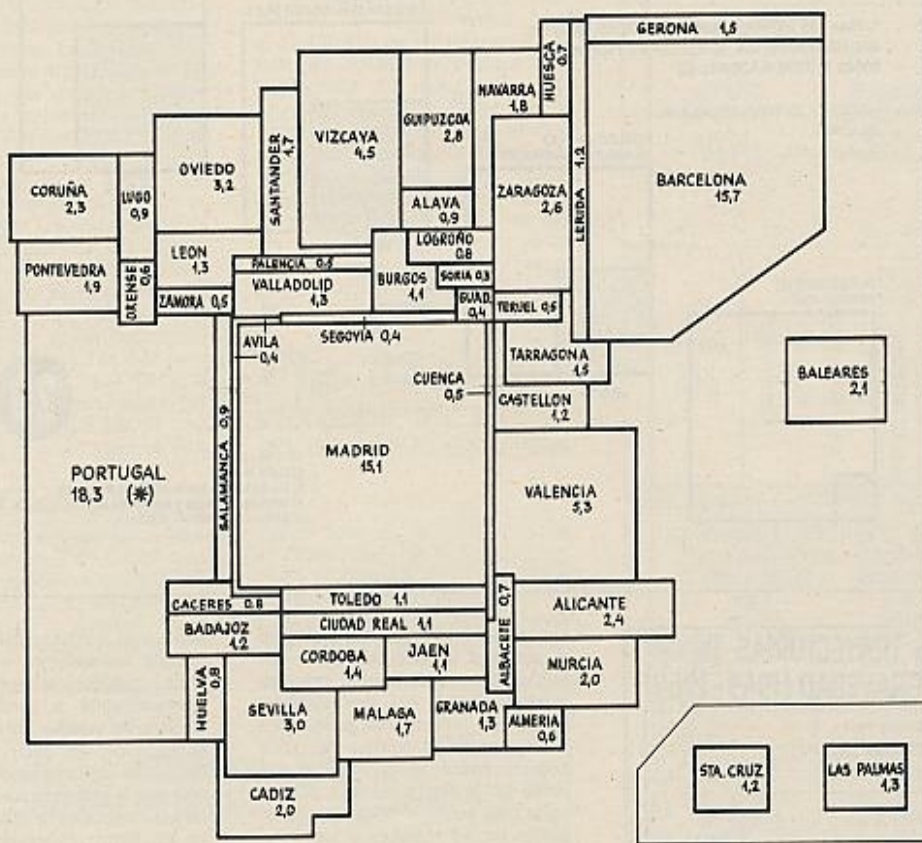 GERONA 1,5
HUESCA 0,7
NAVARRA
1,8
VIZCAYA
4,5
GUIPUZCOA
2,8
BARCELONA
15,7
LERIDA 1,2
ZARAGOZA
2,6
SANTANDER 1,7
OVIEDO
3,2
LUGO
0,9
CORUÑA
2,3
ALAVA
0,9
LOGROÑO
0,8
LEON
1,3
PALENCIA 0,5
BURGOS
1,1
SORIA 0,3
PONTEVEDRA
1,9
ORENSE
0,6
ZAMORA 0,5
VALLADOLID
1,3
GUAD.
0,4
TERUEL 0,5
AVILA
0,4
SEGOVIA 0,4
TARRAGONA
1,5
CUENCA
0,5
CASTELLON
1,2
BALEARES
2,1
SALAMANCA 0,9
MADRID
15,1
PORTUGAL
18,3 (*)
VALENCIA
5,3
CACERES 0,8
TOLEDO 1,1
ALBACETE 0,7
ALICANTE
2,4
BADAJOZ
1,2
CIUDAD REAL 1,1
CORDOBA
1,4
JAEN
1,1
MURCIA
2,0
HUELVA
0,8
SEVILLA
3,0
MALAGA
1,7
GRANADA
1,3
ALMERIA
0,6
CADIZ
2,0
STA. CRUZ
1,2
LAS PALMAS
1,3